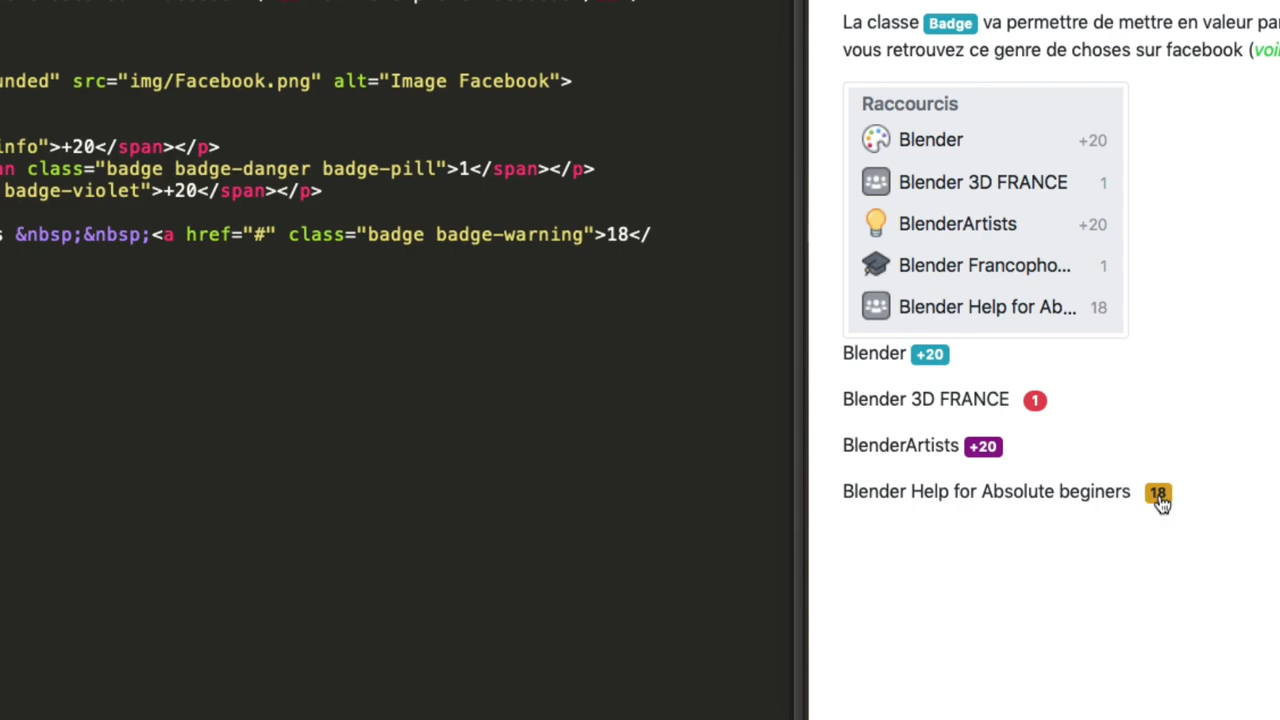 unded" src="img/Facebook.png" alt="Image Facebook">
info">+20</span></p>
an class="badge badge-danger badge-pill">1</span></p>
badge-violet">+20</span></p>
s &nbsp;&nbsp;<a href="#" class="badge badge-warning">18</
La classe Badge va permettre de mettre en valeur
vous retrouvez ce genre de choses sur facebook (voi
Raccourcis
Blender +20
Blender 3D FRANCE 1
BlenderArtists +20
Blender Francopho... 1
Blender Help for Ab... 18
Blender +20
Blender 3D FRANCE 1
BlenderArtists +20
Blender Help for Absolute beginers 18